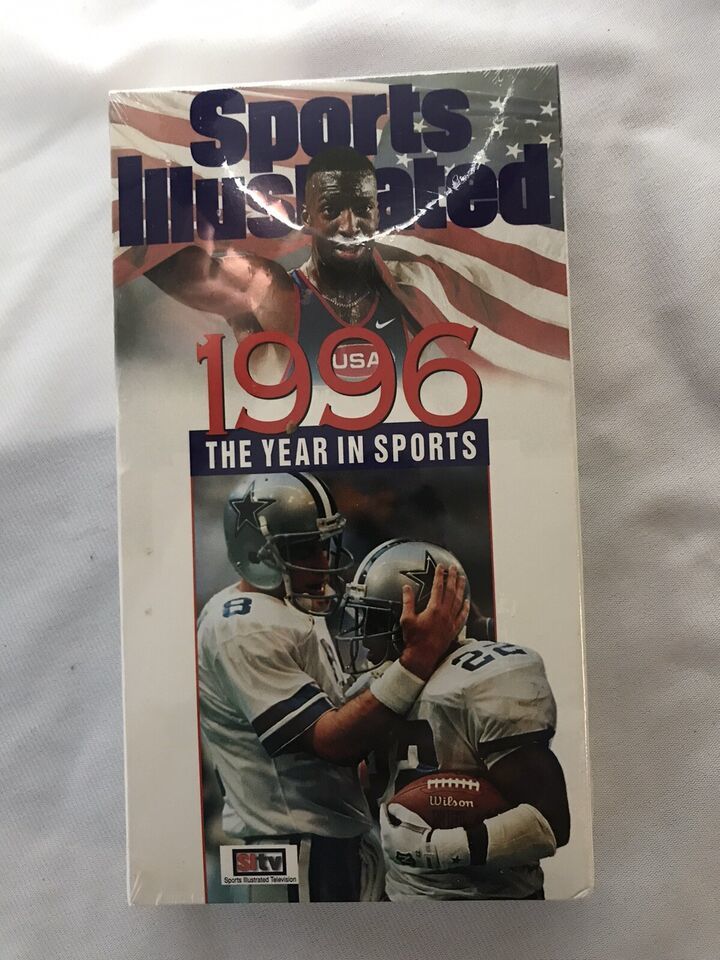 Sports
Illustrated
USA
1996
THE YEAR IN SPORTS
8
22
Wilson
SItv
Sports Illustrated Television